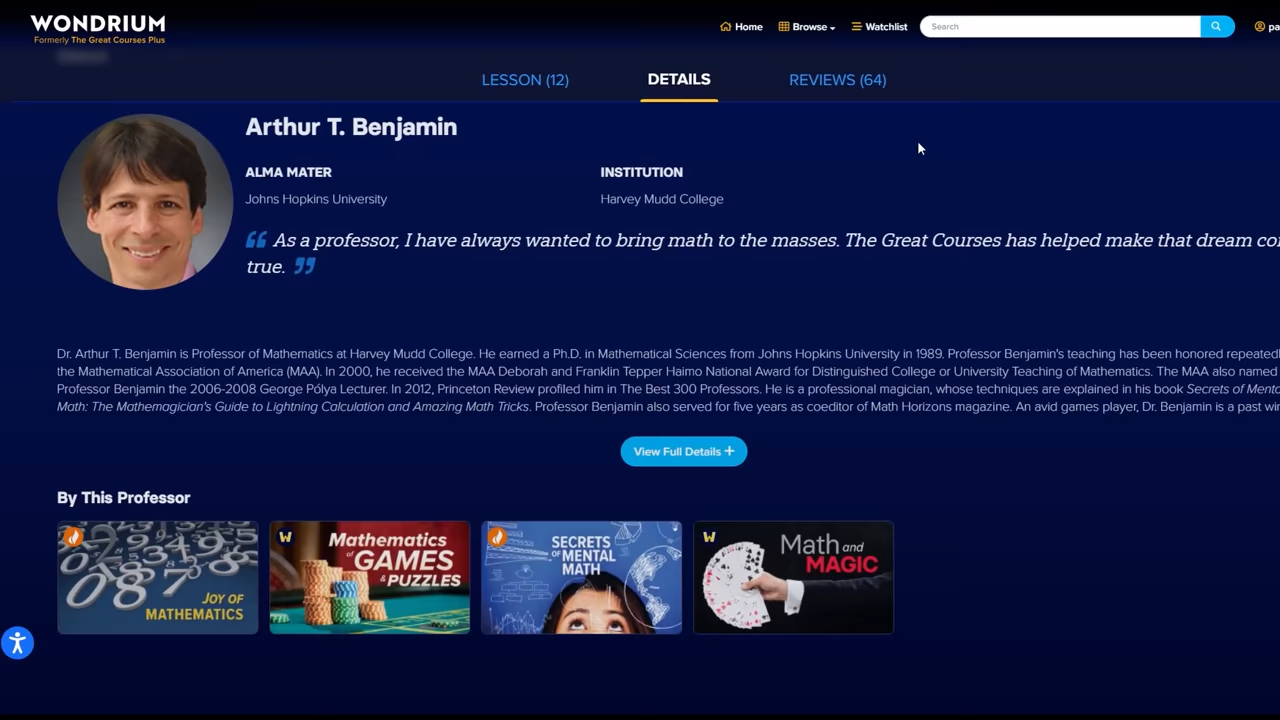 WONDRIUM
Formerly The Great Courses Plus
Home
Browse
Watchlist
Search
pa
LESSON (12)
DETAILS
REVIEWS (64)
Arthur T. Benjamin
ALMA MATER
INSTITUTION
Johns Hopkins University
Harvey Mudd College
“ As a professor, I have always wanted to bring math to the masses. The Great Courses has helped make that dream co
true. ”
Dr. Arthur T. Benjamin is Professor of Mathematics at Harvey Mudd College. He earned a Ph.D. in Mathematical Sciences from Johns Hopkins University in 1989. Professor Benjamin's teaching has been honored repeated
the Mathematical Association of America (MAA). In 2000, he received the MAA Deborah and Franklin Tepper Haimo National Award for Distinguished College or University Teaching of Mathematics. The MAA also named
Professor Benjamin the 2006-2008 George Pólya Lecturer. In 2012, Princeton Review profiled him in The Best 300 Professors. He is a professional magician, whose techniques are explained in his book Secrets of Menta
Math: The Mathemagician's Guide to Lightning Calculation and Amazing Math Tricks. Professor Benjamin also served for five years as coeditor of Math Horizons magazine. An avid games player, Dr. Benjamin is a past win
View Full Details +
By This Professor
JOY OF
MATHEMATICS
W
Mathematics
of GAMES
& PUZZLES
SECRETS
OF MENTAL
MATH
W
Math and
MAGIC